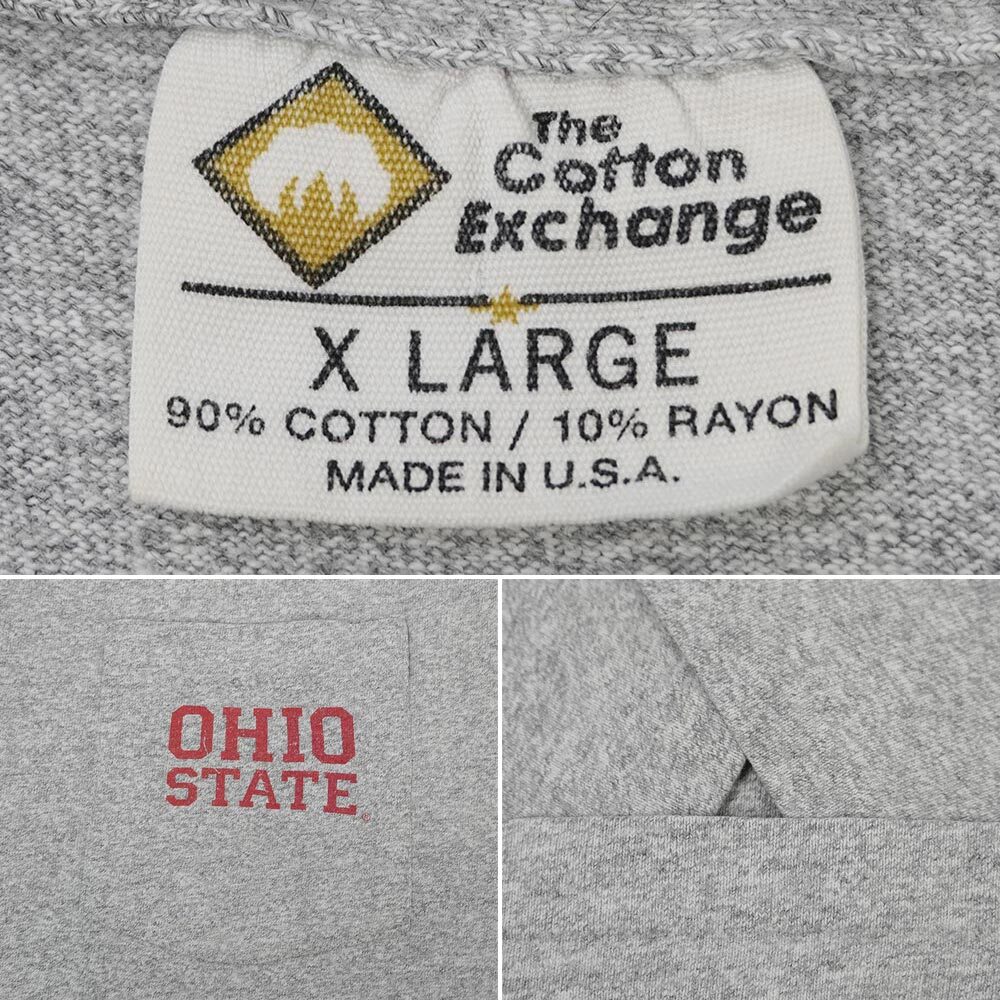 The
Cotton
Exchange
X LARGE
90% COTTON / 10% RAYON
MADE IN U.S.A.
OHIO
STATE®